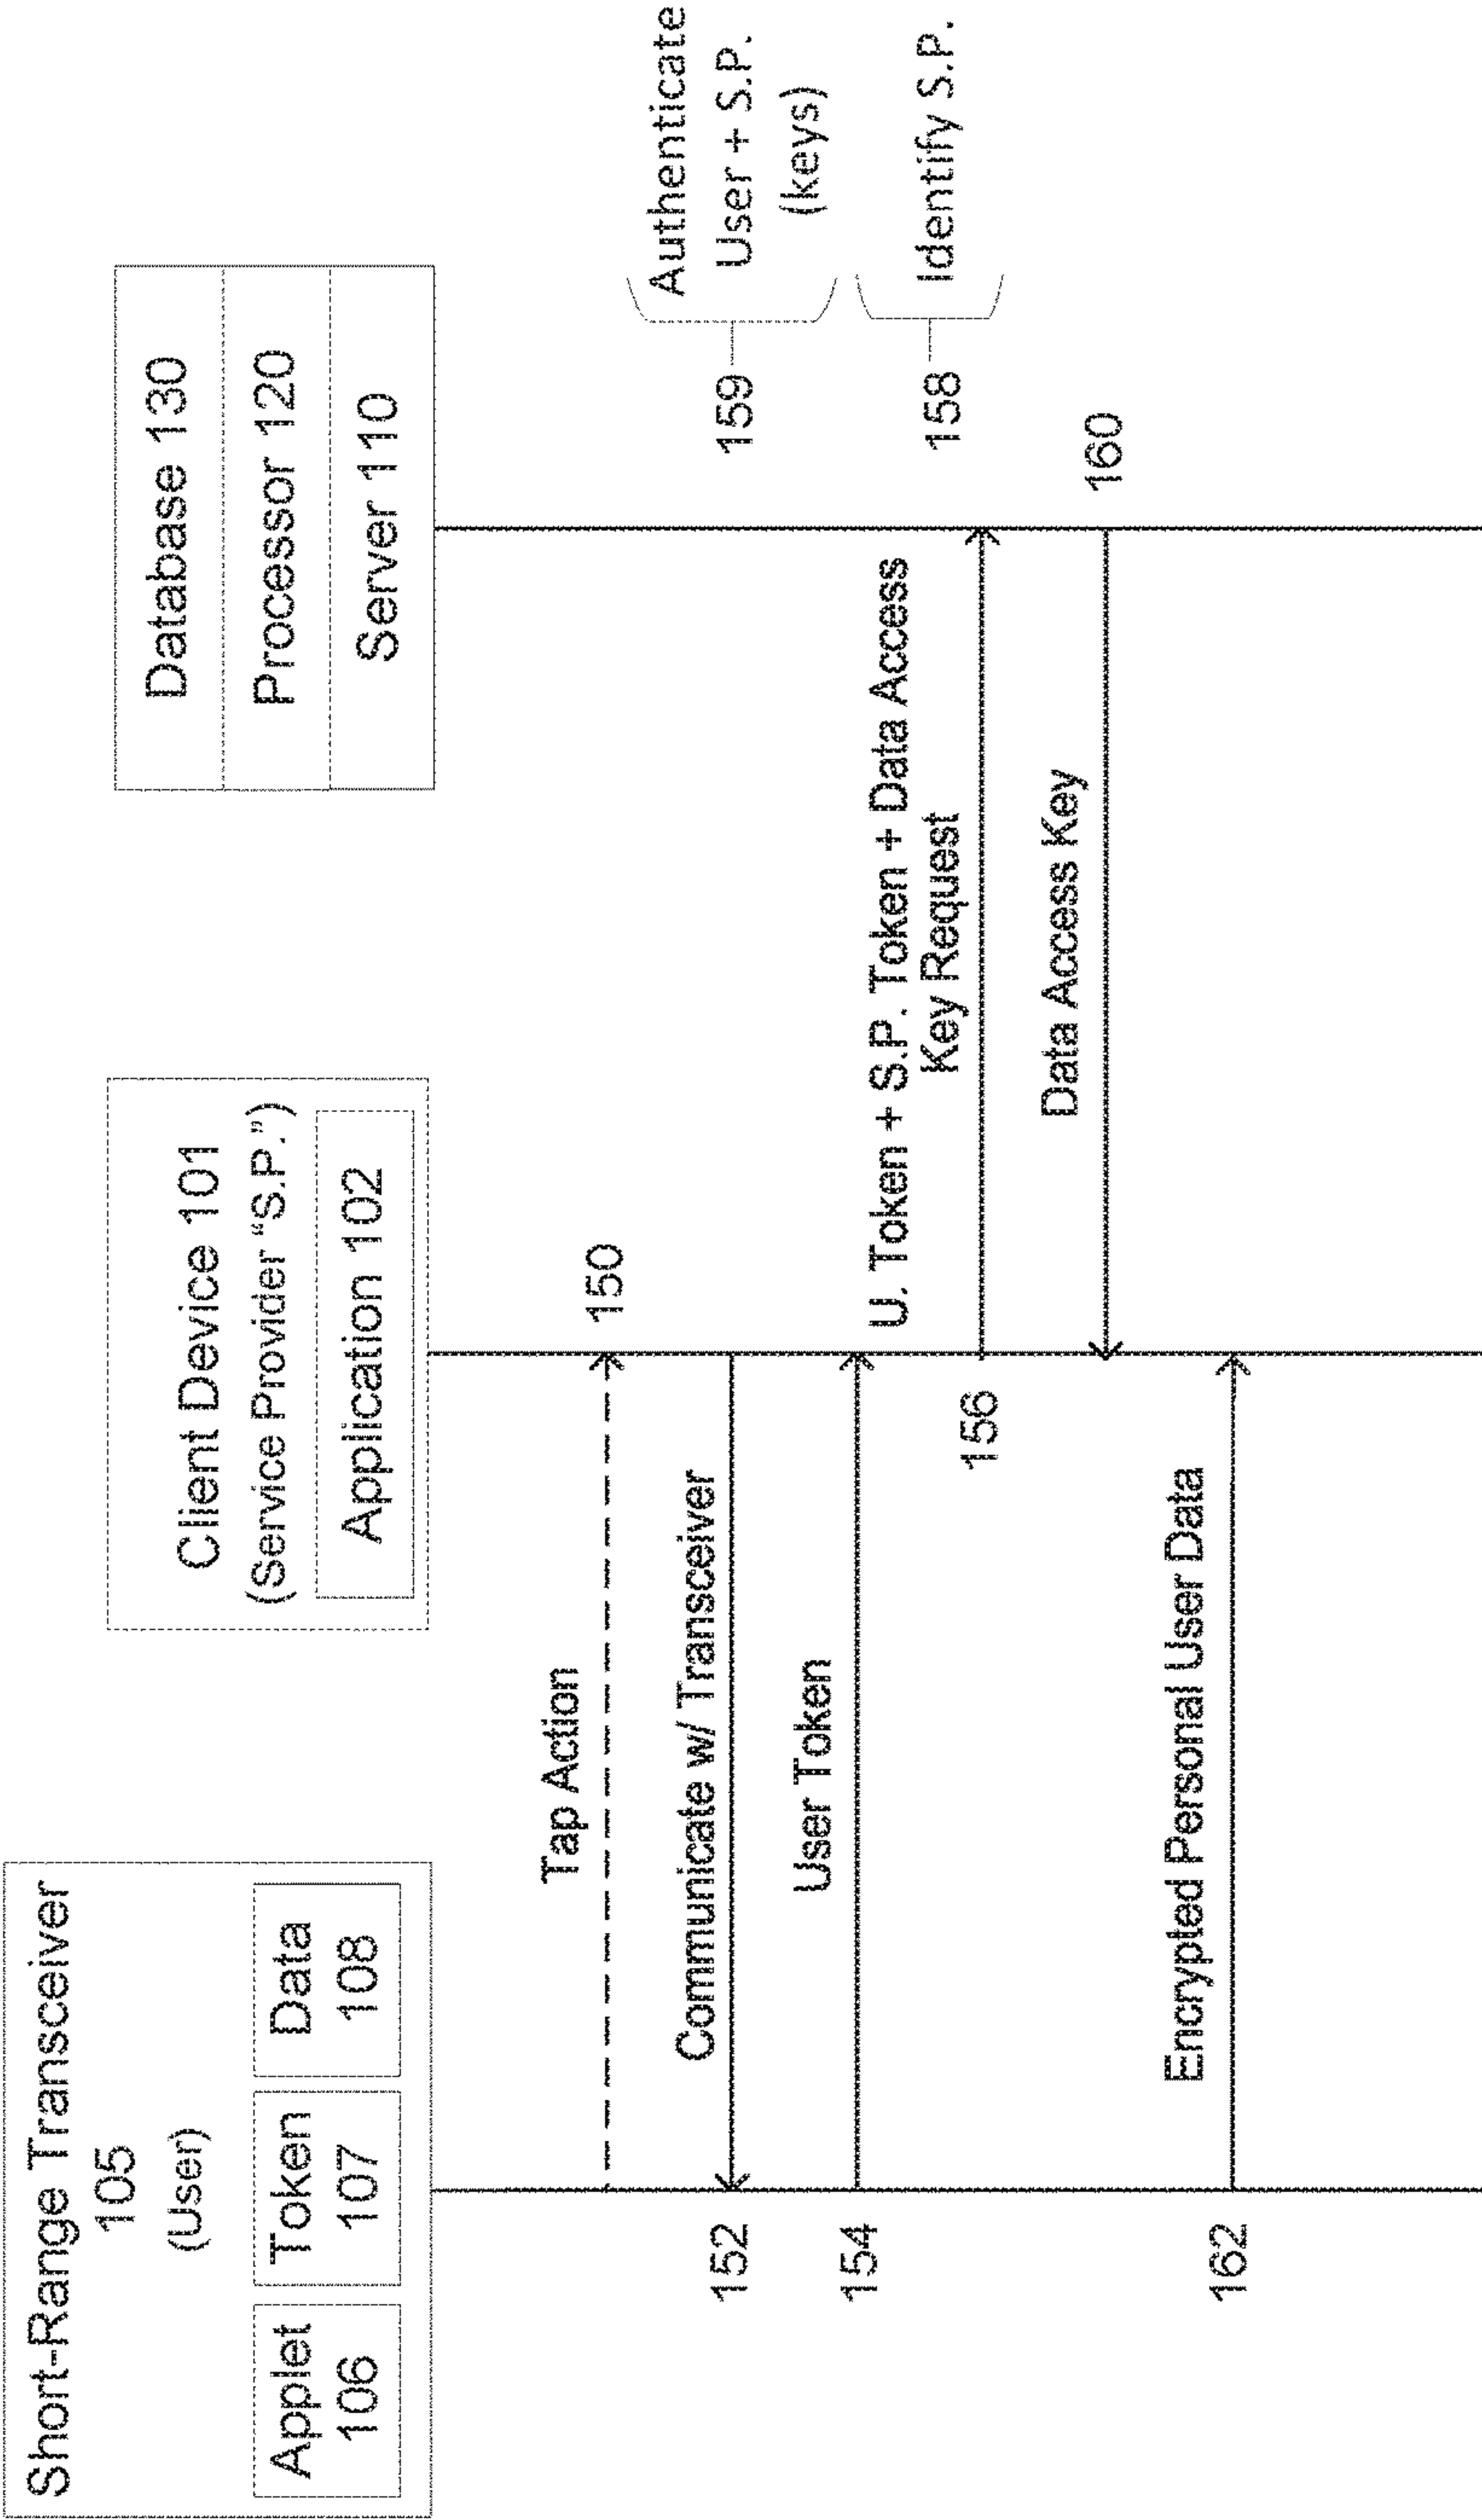 Short-Range Transceiver
105
(User)
Applet
106
Token
107
Data
108
Client Device 101
(Service Provider “S.P.”)
Application 102
Database 130
Processor 120
Server 110
Tap Action
150
152
Communicate w/ Transceiver
Authenticate
User + S.P.
(keys)
159
154
User Token
156
U. Token + S.P. Token + Data Access
Key Request
158
Identify S.P.
Data Access Key
160
162
Encrypted Personal User Data